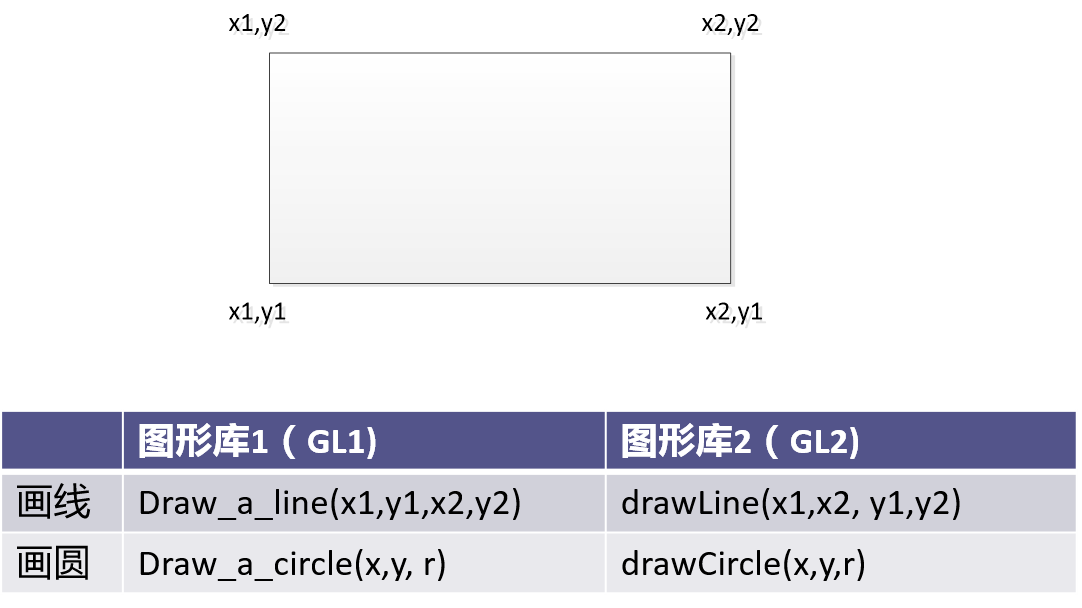 x1,y2 x2,y2
x1,y1 x2,y1
图形库1（GL1) 图形库2（GL2)
画线 Draw_a_line(x1,y1,x2,y2) drawLine(x1,x2, y1,y2)
画圆 Draw_a_circle(x,y, r) drawCircle(x,y,r)